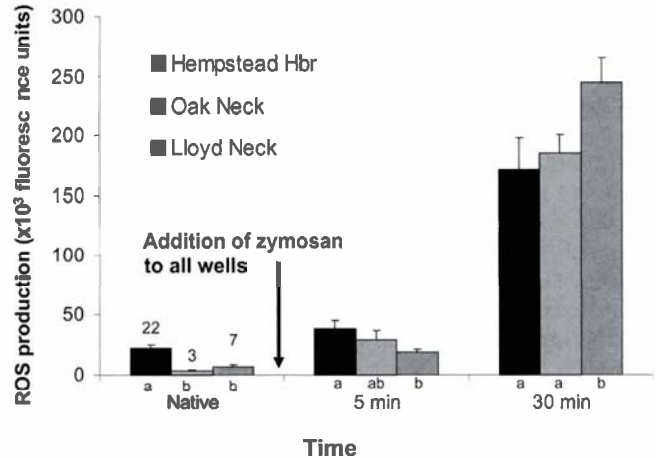 ROS production (x10³ fluoresc nce units)
300
250
200
150
100
50
0
Hempstead Hbr
Oak Neck
Lloyd Neck
Addition of zymosan
to all wells
22
3
7
a b b a ab b a a b
Native 5 min 30 min
Time